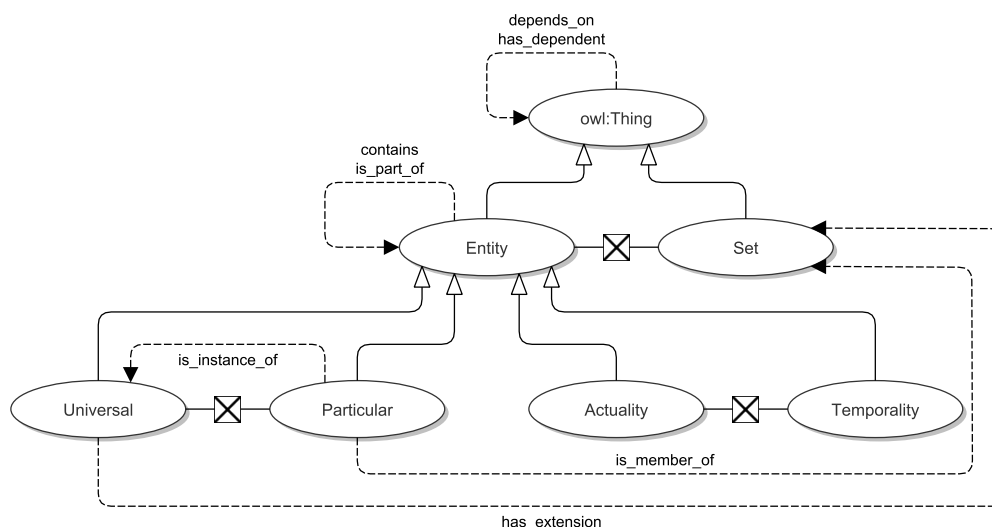 depends_on
has_dependent
owl:Thing
contains
is_part_of
Entity
Set
is_instance_of
Universal
Particular
Actuality
Temporality
is_member_of
has_extension